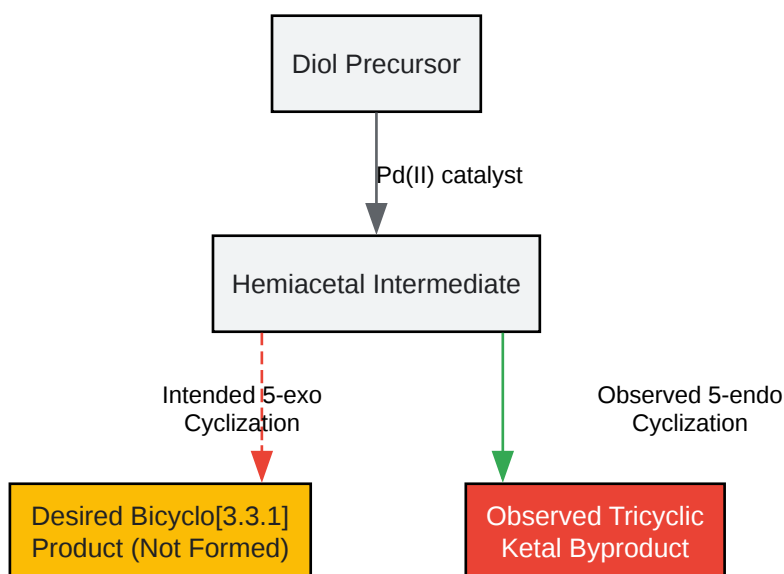 Diol Precursor
Pd(II) catalyst
Hemiacetal Intermediate
Intended 5-exo
Cyclization
Observed 5-endo
Cyclization
Desired Bicyclo[3.3.1]
Product (Not Formed)
Observed Tricyclic
Ketal Byproduct